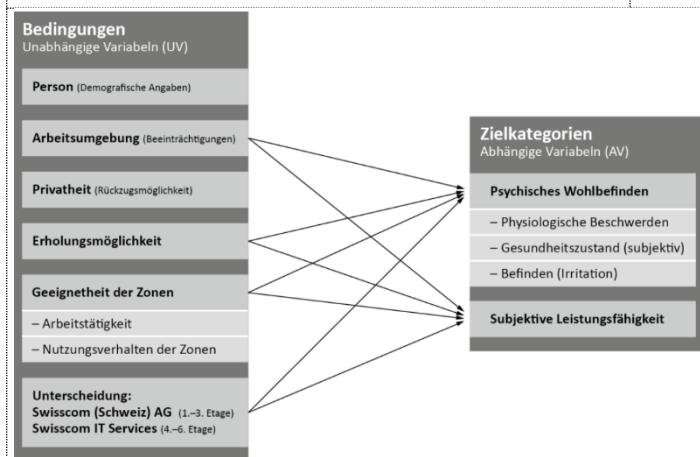 Bedingungen
Unabhängige Variabeln (UV)
Person (Demografische Angaben)
Arbeitsumgebung (Beeinträchtigungen)
Privatheit (Rückzugsmöglichkeit)
Erholungsmöglichkeit
Geeignetheit der Zonen
– Arbeitstätigkeit
– Nutzungsverhalten der Zonen
Unterscheidung:
Swisscom (Schweiz) AG (1.–3. Etage)
Swisscom IT Services (4.–6. Etage)
Zielkategorien
Abhängige Variabeln (AV)
Psychisches Wohlbefinden
– Physiologische Beschwerden
– Gesundheitszustand (subjektiv)
– Befinden (Irritation)
Subjektive Leistungsfähigkeit